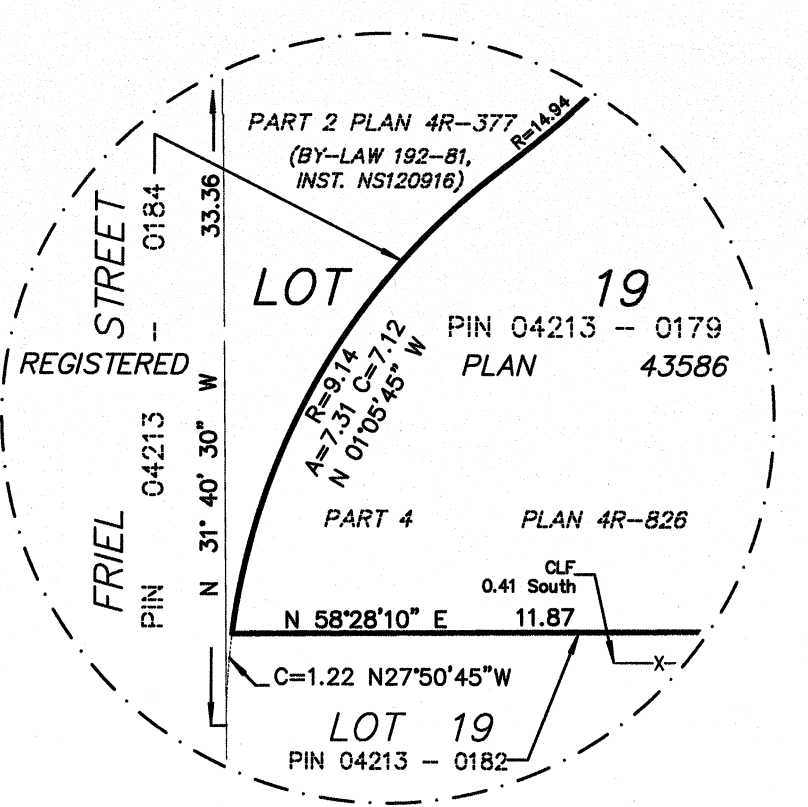 PART 2 PLAN 4R-377
(BY-LAW 192-81,
INST. NS120916)
R=14.94
33.36
STREET
FRIEL
PIN 04213 - 0184
REGISTERED
N 31° 40' 30" W
LOT 19
PIN 04213 - 0179
PLAN 43586
R=9.14
A=7.31 C=7.12
N 01°05'45" W
PART 4 PLAN 4R-826
CLF
0.41 South
N 58°28'10" E 11.87
X
C=1.22 N27°50'45"W
LOT 19
PIN 04213 - 0182